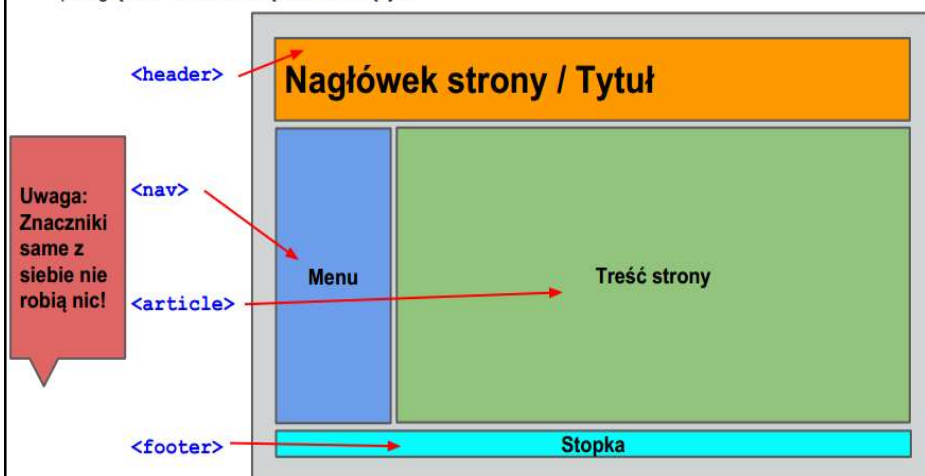 <header>
Nagłówek strony / Tytuł
Uwaga:
Znaczniki
same z
siebie nie
robią nic!
<nav>
Menu
Treść strony
<article>
<footer>
Stopka